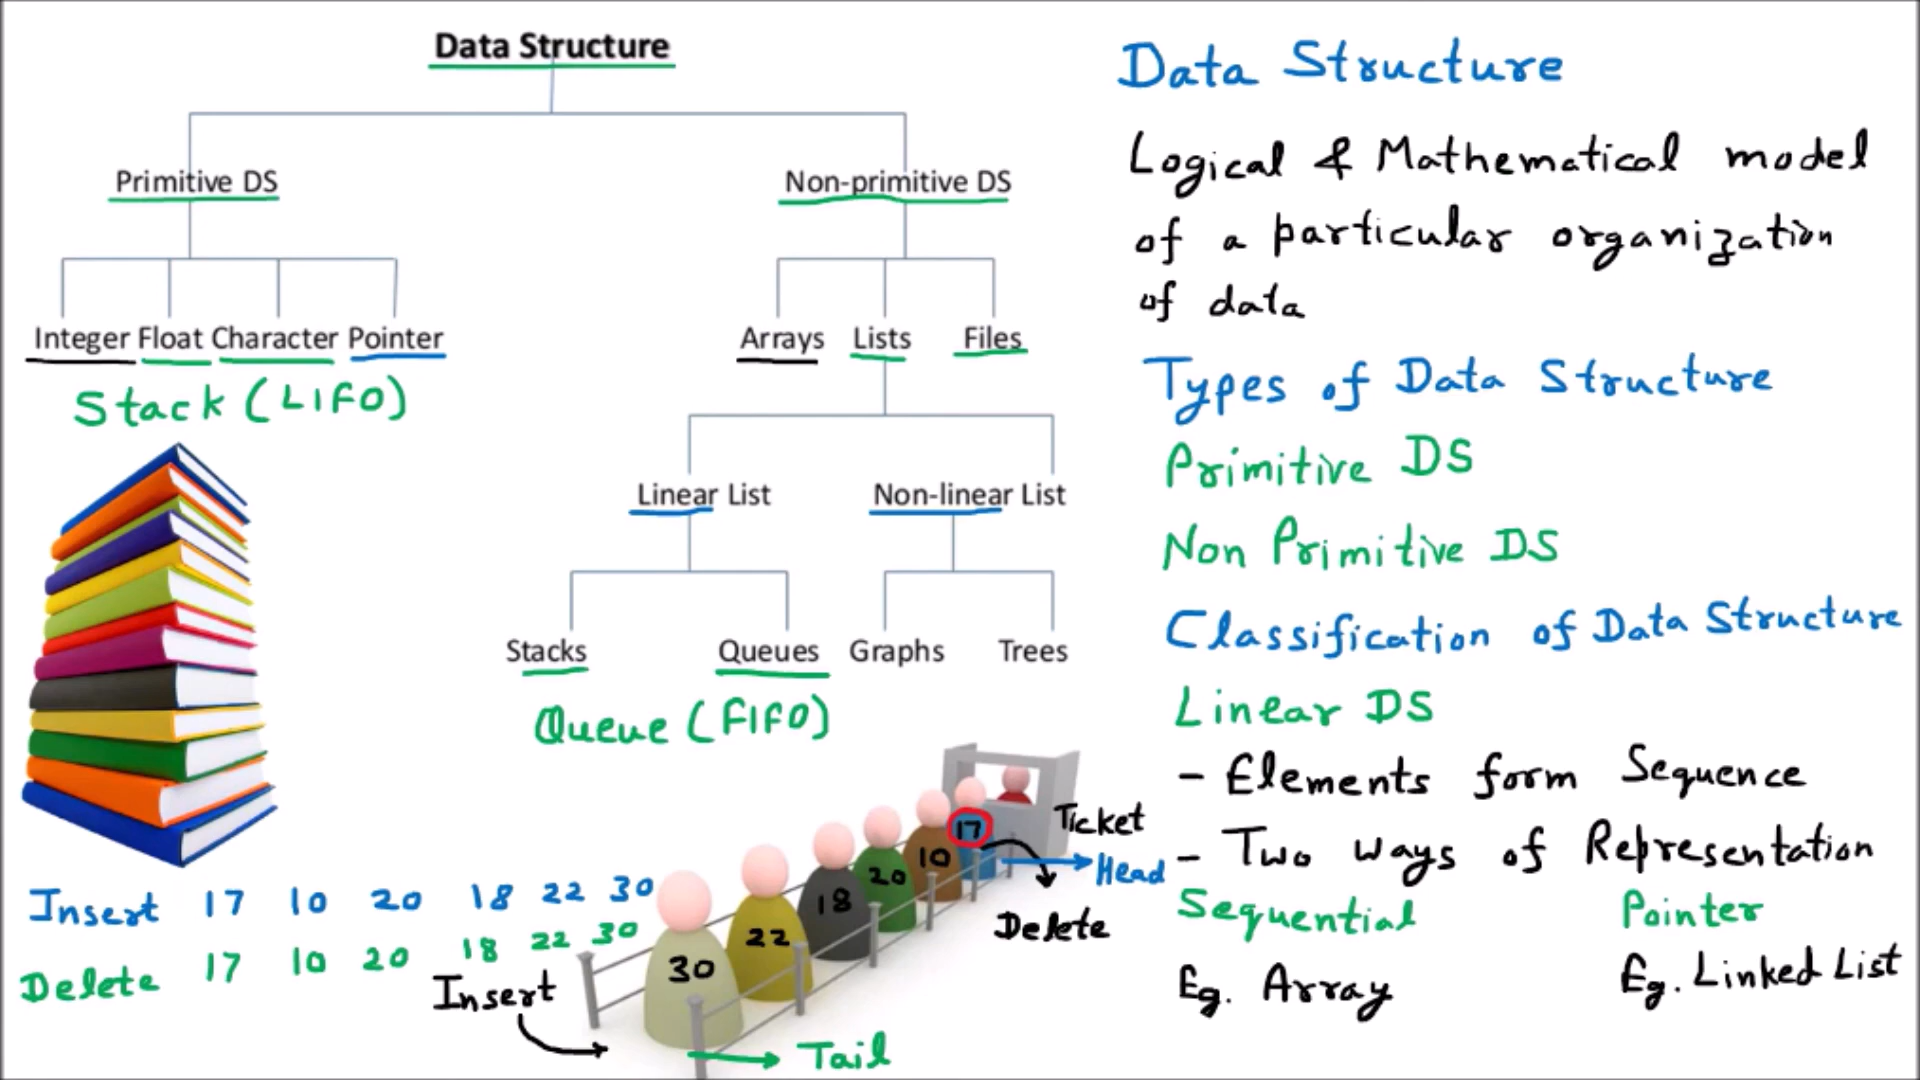 Data Structure
Primitive DS
Non-primitive DS
Integer Float Character Pointer
Arrays Lists Files
Stack (LIFO)
Linear List
Non-linear List
Stacks
Queues
Graphs
Trees
Queue (FIFO)
17
10
20
18
22
30
Ticket
Head
Delete
Insert 17 10 20 18 22 30
Delete 17 10 20 18 22 30
Insert
Tail
Data Structure
Logical & Mathematical model
of a particular organization
of data
Types of Data Structure
Primitive DS
Non Primitive DS
Classification of Data Structure
Linear DS
- Elements form Sequence
- Two ways of Representation
Sequential Pointer
Eg. Array Eg. Linked List